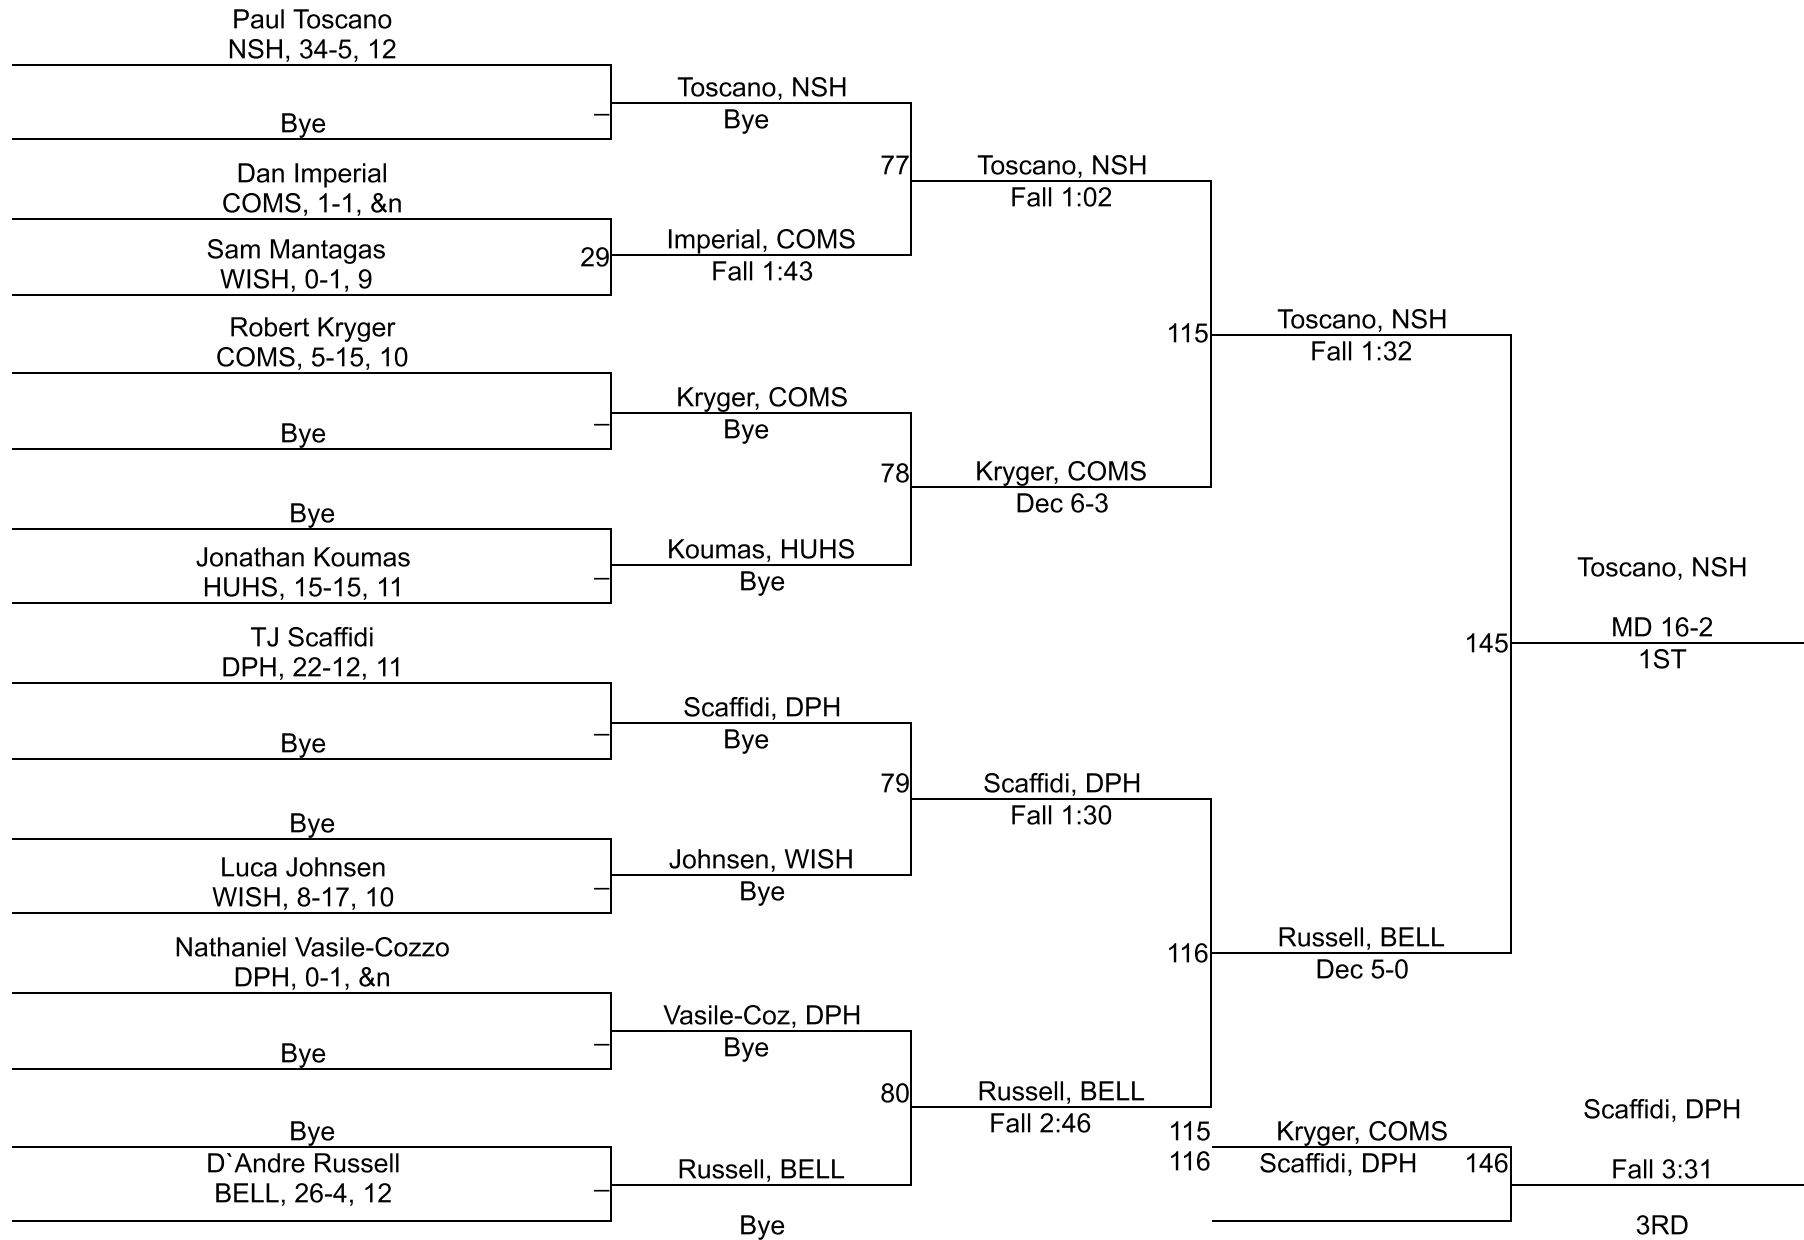 Paul Toscano
NSH, 34-5, 12
Bye
Dan Imperial
COMS, 1-1, &n
Sam Mantagas
WISH, 0-1, 9
29
Robert Kryger
COMS, 5-15, 10
Bye
Bye
Jonathan Koumas
HUHS, 15-15, 11
TJ Scaffidi
DPH, 22-12, 11
Bye
Bye
Luca Johnsen
WISH, 8-17, 10
Nathaniel Vasile-Cozzo
DPH, 0-1, &n
Bye
Bye
D`Andre Russell
BELL, 26-4, 12
Toscano, NSH
Bye
77
Imperial, COMS
Fall 1:43
Kryger, COMS
Bye
78
Koumas, HUHS
Bye
Scaffidi, DPH
Bye
79
Johnsen, WISH
Bye
Vasile-Coz, DPH
Bye
80
Russell, BELL
Bye
Toscano, NSH
Fall 1:02
115
Kryger, COMS
Dec 6-3
Scaffidi, DPH
Fall 1:30
116
Russell, BELL
Fall 2:46
Toscano, NSH
Fall 1:32
145
Russell, BELL
Dec 5-0
Toscano, NSH
MD 16-2
1ST
115 Kryger, COMS
116 Scaffidi, DPH 146
Scaffidi, DPH
Fall 3:31
3RD